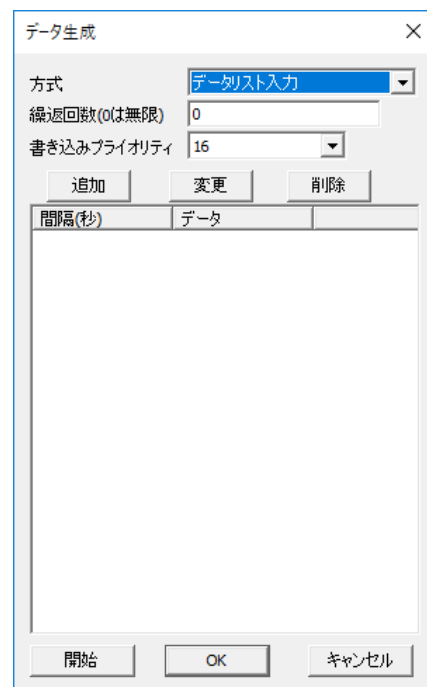 データ生成
方式 データリスト入力
繰返回数(0は無限) 0
書き込みプライオリティ 16
追加 変更 削除
間隔(秒) データ
開始 OK キャンセル